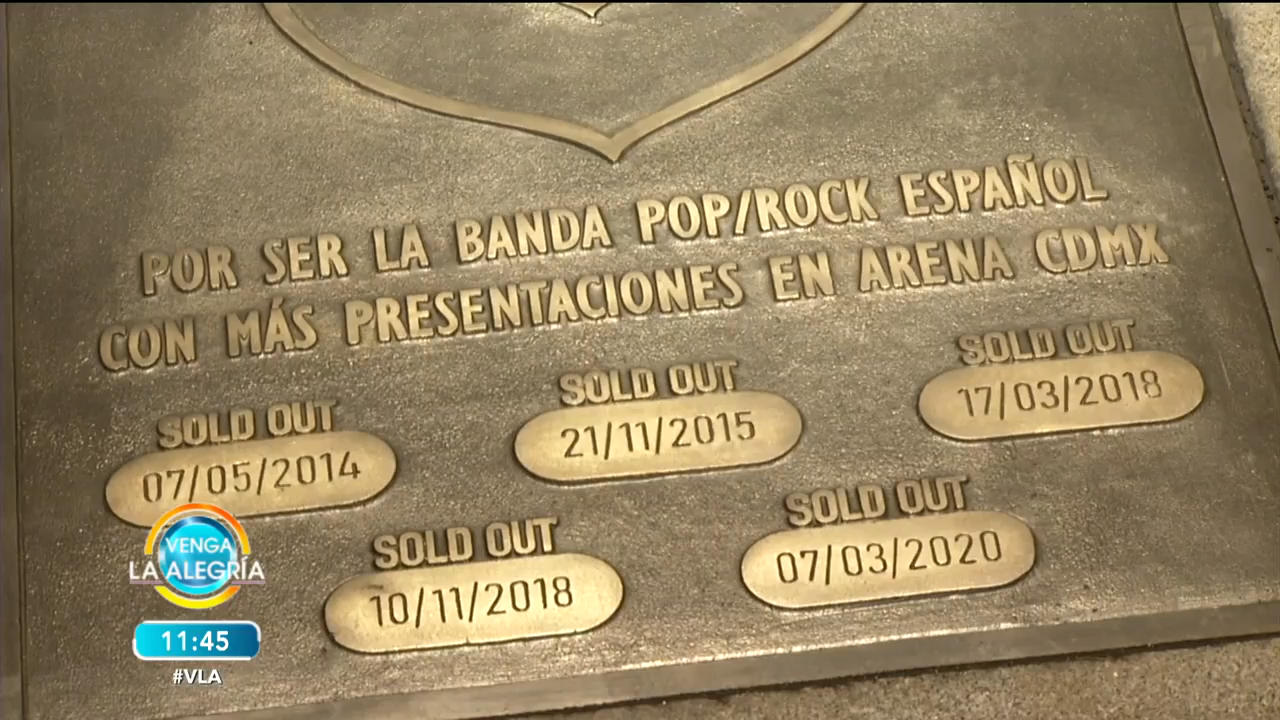 POR SER LA BANDA POP/ROCK ESPAÑOL
CON MÁS PRESENTACIONES EN ARENA CDMX
SOLD OUT
07/05/2014
SOLD OUT
21/11/2015
SOLD OUT
17/03/2018
SOLD OUT
10/11/2018
SOLD OUT
07/03/2020
VENGA
LA ALEGRÍA
11:45
#VLA